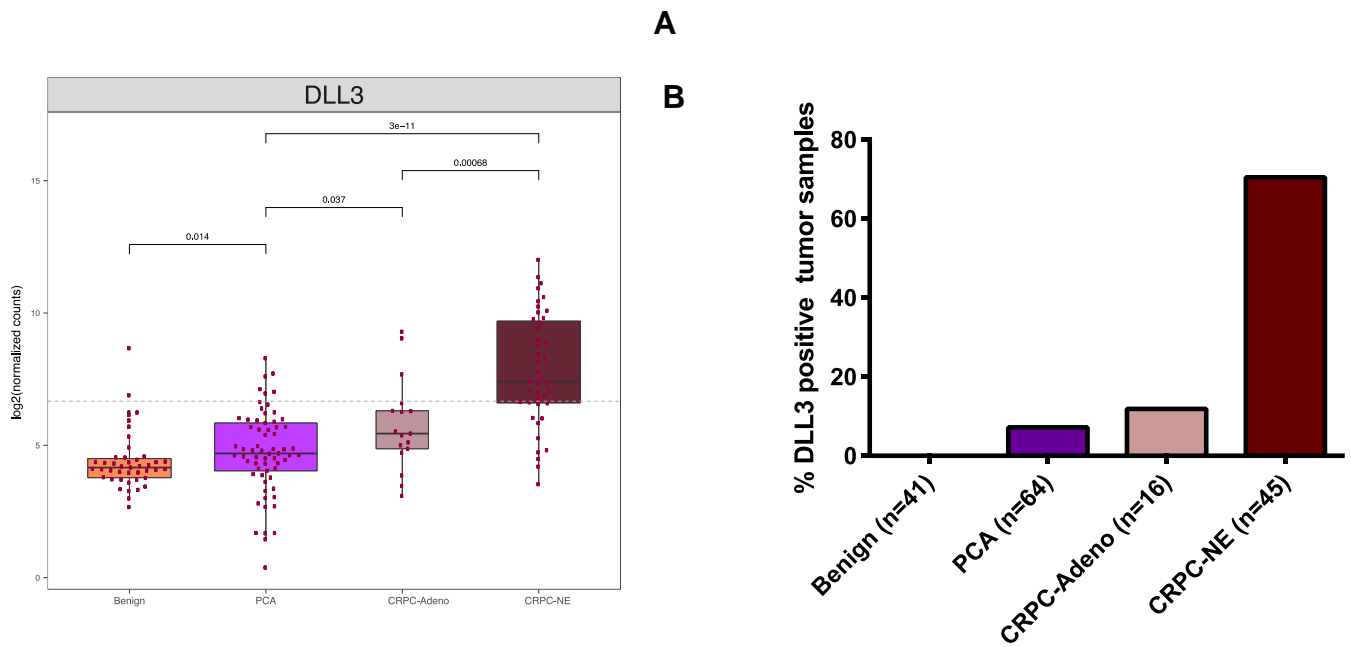 A
DLL3
3e−11
0.00068
0.037
0.014
15
10
5
0
log2(normalized counts)
Benign
PCA
CRPC-Adeno
CRPC-NE
B
80
60
40
20
0
% DLL3 positive tumor samples
Benign (n=41)
PCA (n=64)
CRPC-Adeno (n=16)
CRPC-NE (n=45)